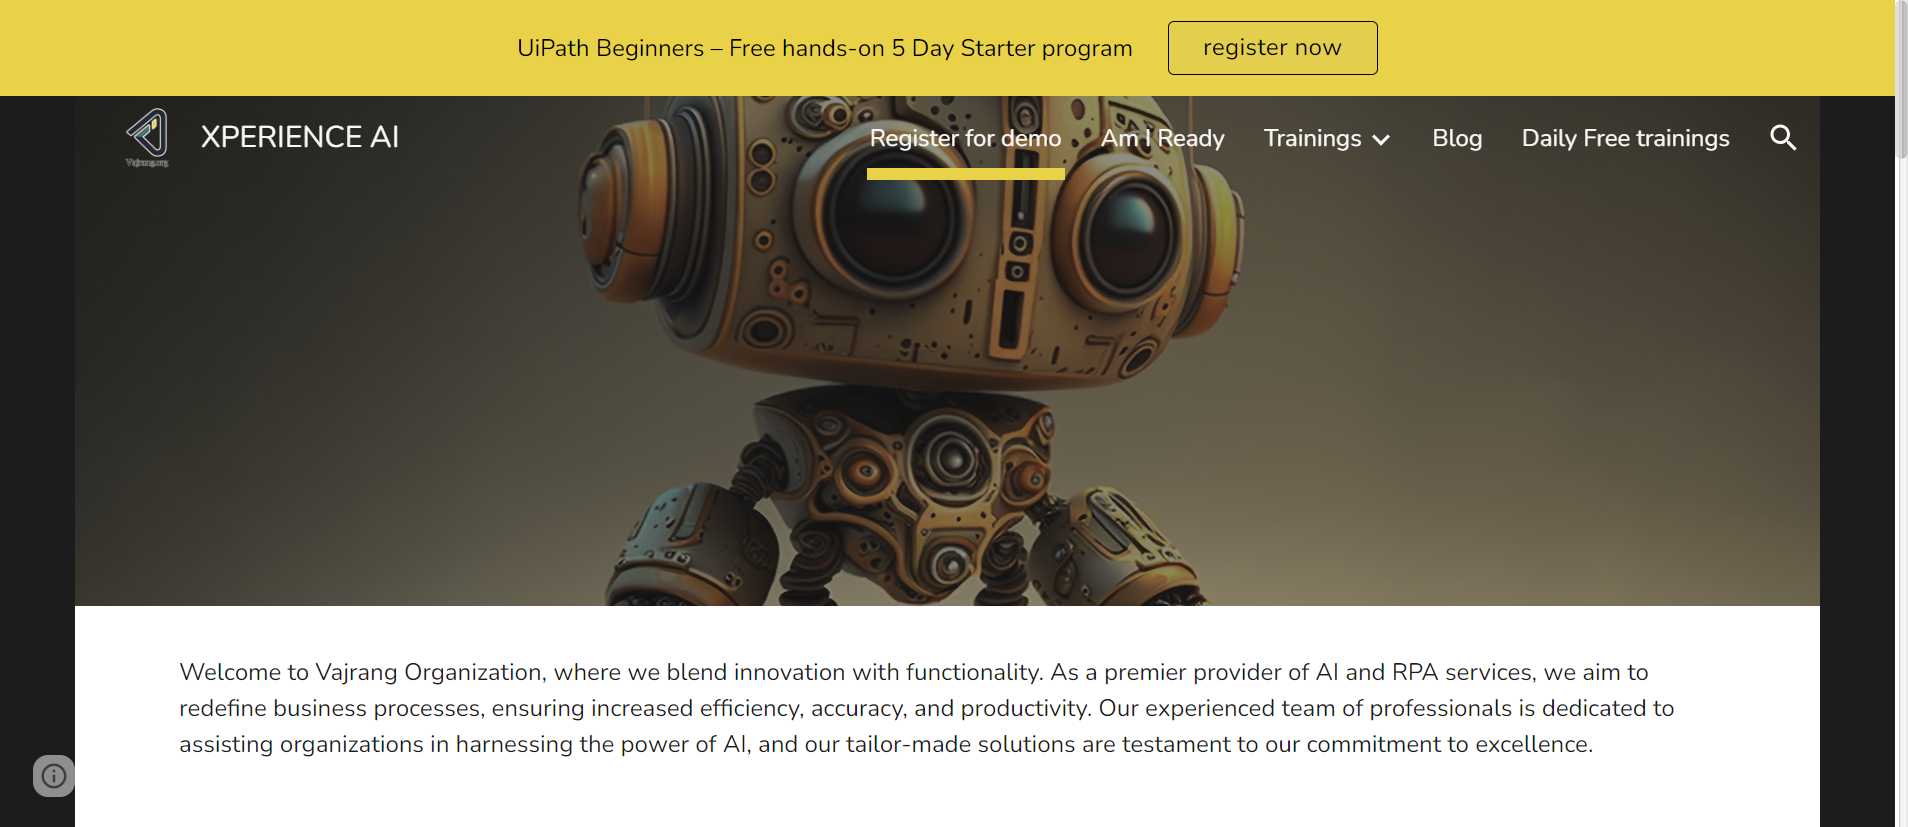 UiPath Beginners – Free hands-on 5 Day Starter program
register now
Vajrang.org
XPERIENCE AI
Register for demo
Am I Ready
Trainings
Blog
Daily Free trainings
Welcome to Vajrang Organization, where we blend innovation with functionality. As a premier provider of AI and RPA services, we aim to
redefine business processes, ensuring increased efficiency, accuracy, and productivity. Our experienced team of professionals is dedicated to
assisting organizations in harnessing the power of AI, and our tailor-made solutions are testament to our commitment to excellence.